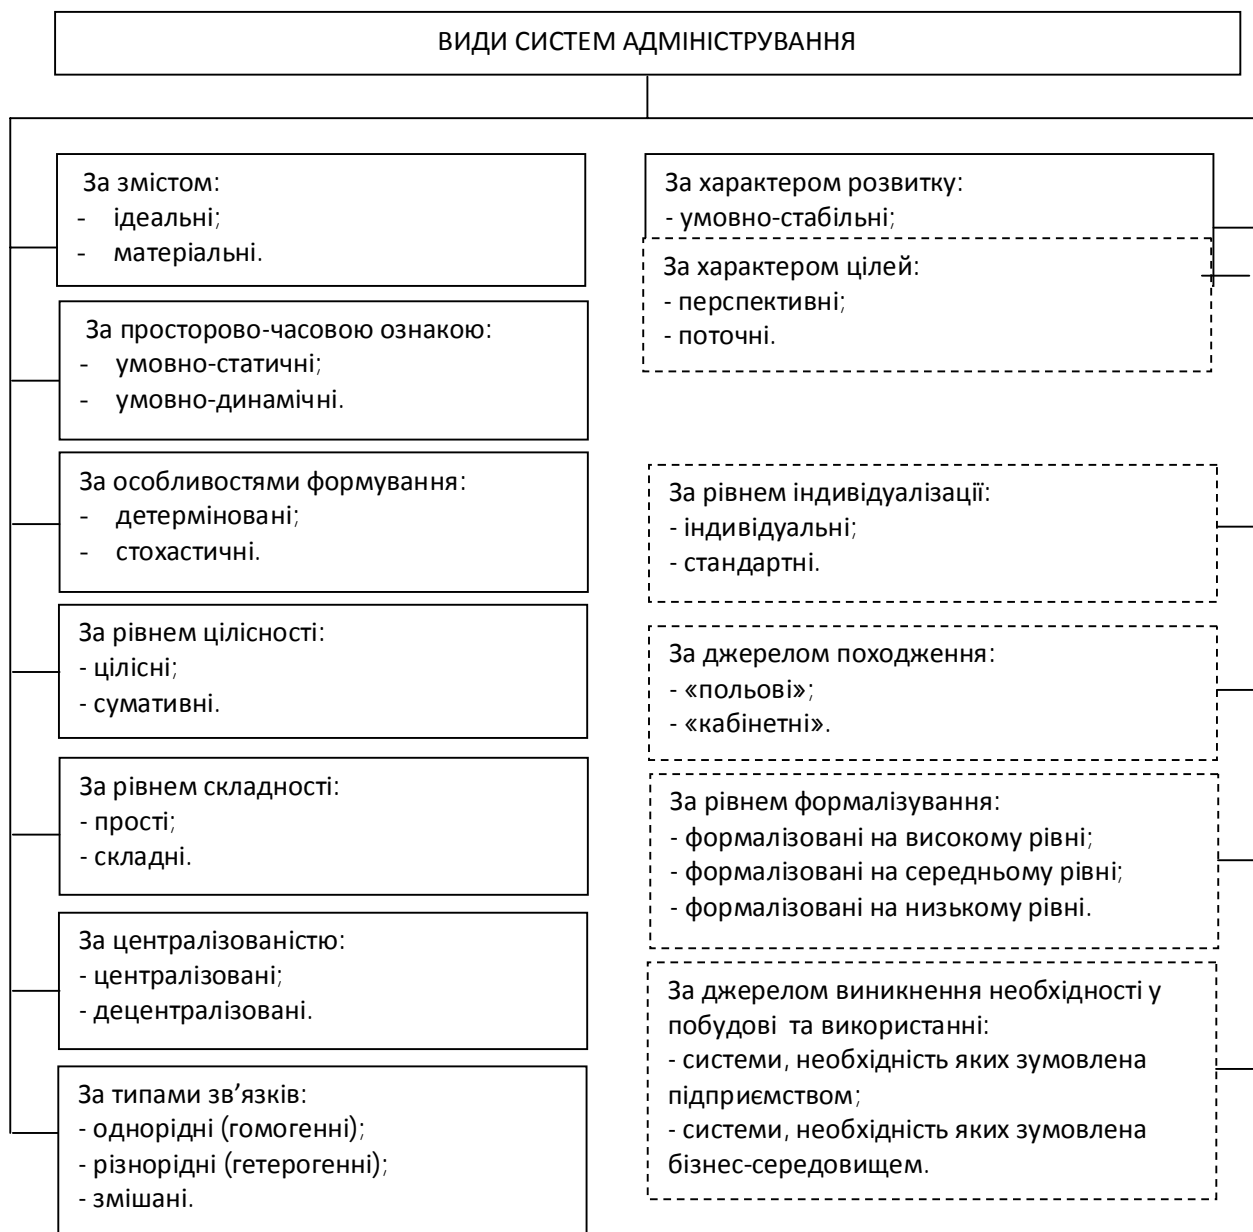 ВИДИ СИСТЕМ АДМІНІСТРУВАННЯ
За змістом:
- ідеальні;
- матеріальні.
За просторово-часовою ознакою:
- умовно-статичні;
- умовно-динамічні.
За особливостями формування:
- детерміновані;
- стохастичні.
За рівнем цілісності:
- цілісні;
- сумативні.
За рівнем складності:
- прості;
- складні.
За централізованістю:
- централізовані;
- децентралізовані.
За типами зв’язків:
- однорідні (гомогенні);
- різнорідні (гетерогенні);
- змішані.
За характером розвитку:
- умовно-стабільні;
За характером цілей:
- перспективні;
- поточні.
За рівнем індивідуалізації:
- індивідуальні;
- стандартні.
За джерелом походження:
- «польові»;
- «кабінетні».
За рівнем формалізування:
- формалізовані на високому рівні;
- формалізовані на середньому рівні;
- формалізовані на низькому рівні.
За джерелом виникнення необхідності у
побудові та використанні:
- системи, необхідність яких зумовлена
підприємством;
- системи, необхідність яких зумовлена
бізнес-середовищем.